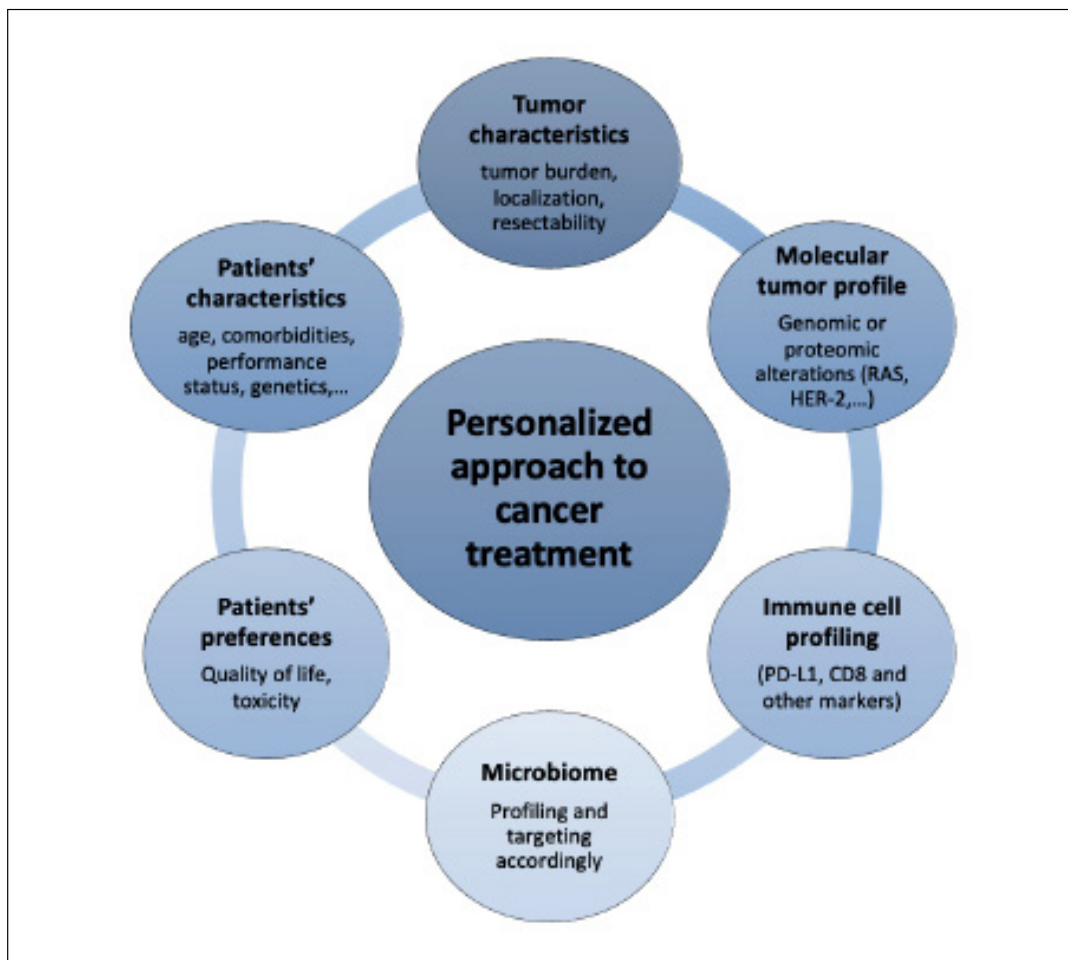 Tumor
characteristics
tumor burden,
localization,
resectability
Molecular
tumor profile
Genomic or
proteomic
alterations (RAS,
HER-2,...)
Immune cell
profiling
(PD-L1, CD8 and
other markers)
Microbiome
Profiling and
targeting
accordingly
Patients'
preferences
Quality of life,
toxicity
Patients'
characteristics
age, comorbidities,
performance
status, genetics,...
Personalized
approach to
cancer
treatment